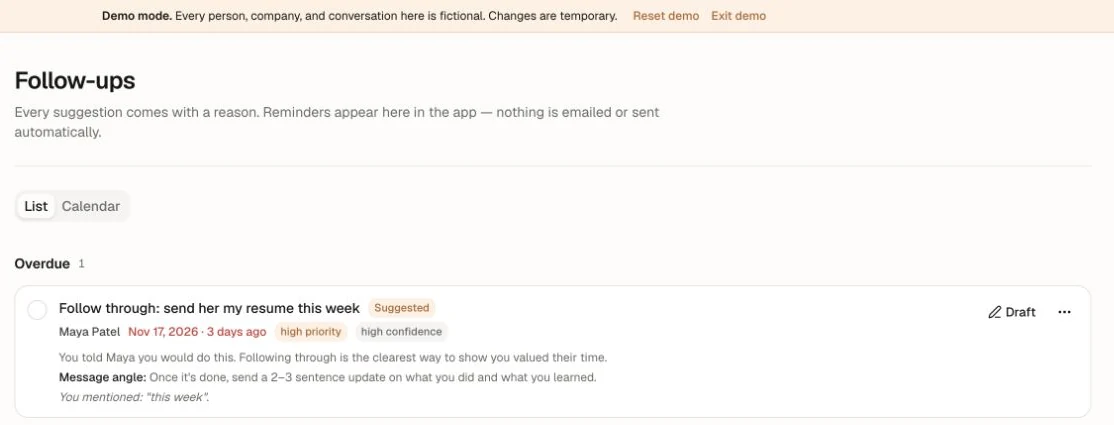 Demo mode. Every person, company, and conversation here is fictional. Changes are temporary. Reset demo Exit demo
Follow-ups
Every suggestion comes with a reason. Reminders appear here in the app — nothing is emailed or sent
automatically.
List Calendar
Overdue 1
Follow through: send her my resume this week Suggested
Draft
Maya Patel Nov 17, 2026 · 3 days ago high priority high confidence
You told Maya you would do this. Following through is the clearest way to show you valued their time.
Message angle: Once it's done, send a 2–3 sentence update on what you did and what you learned.
You mentioned: "this week".